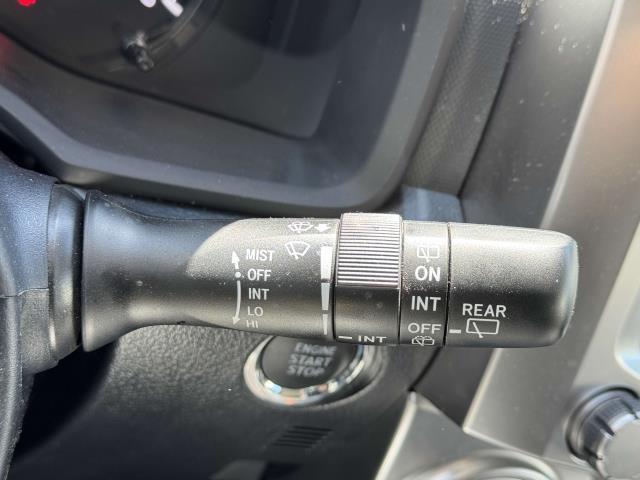 MIST
OFF
INT
LO
HI
INT
ON
INT
OFF
REAR
ENGINE
START
STOP